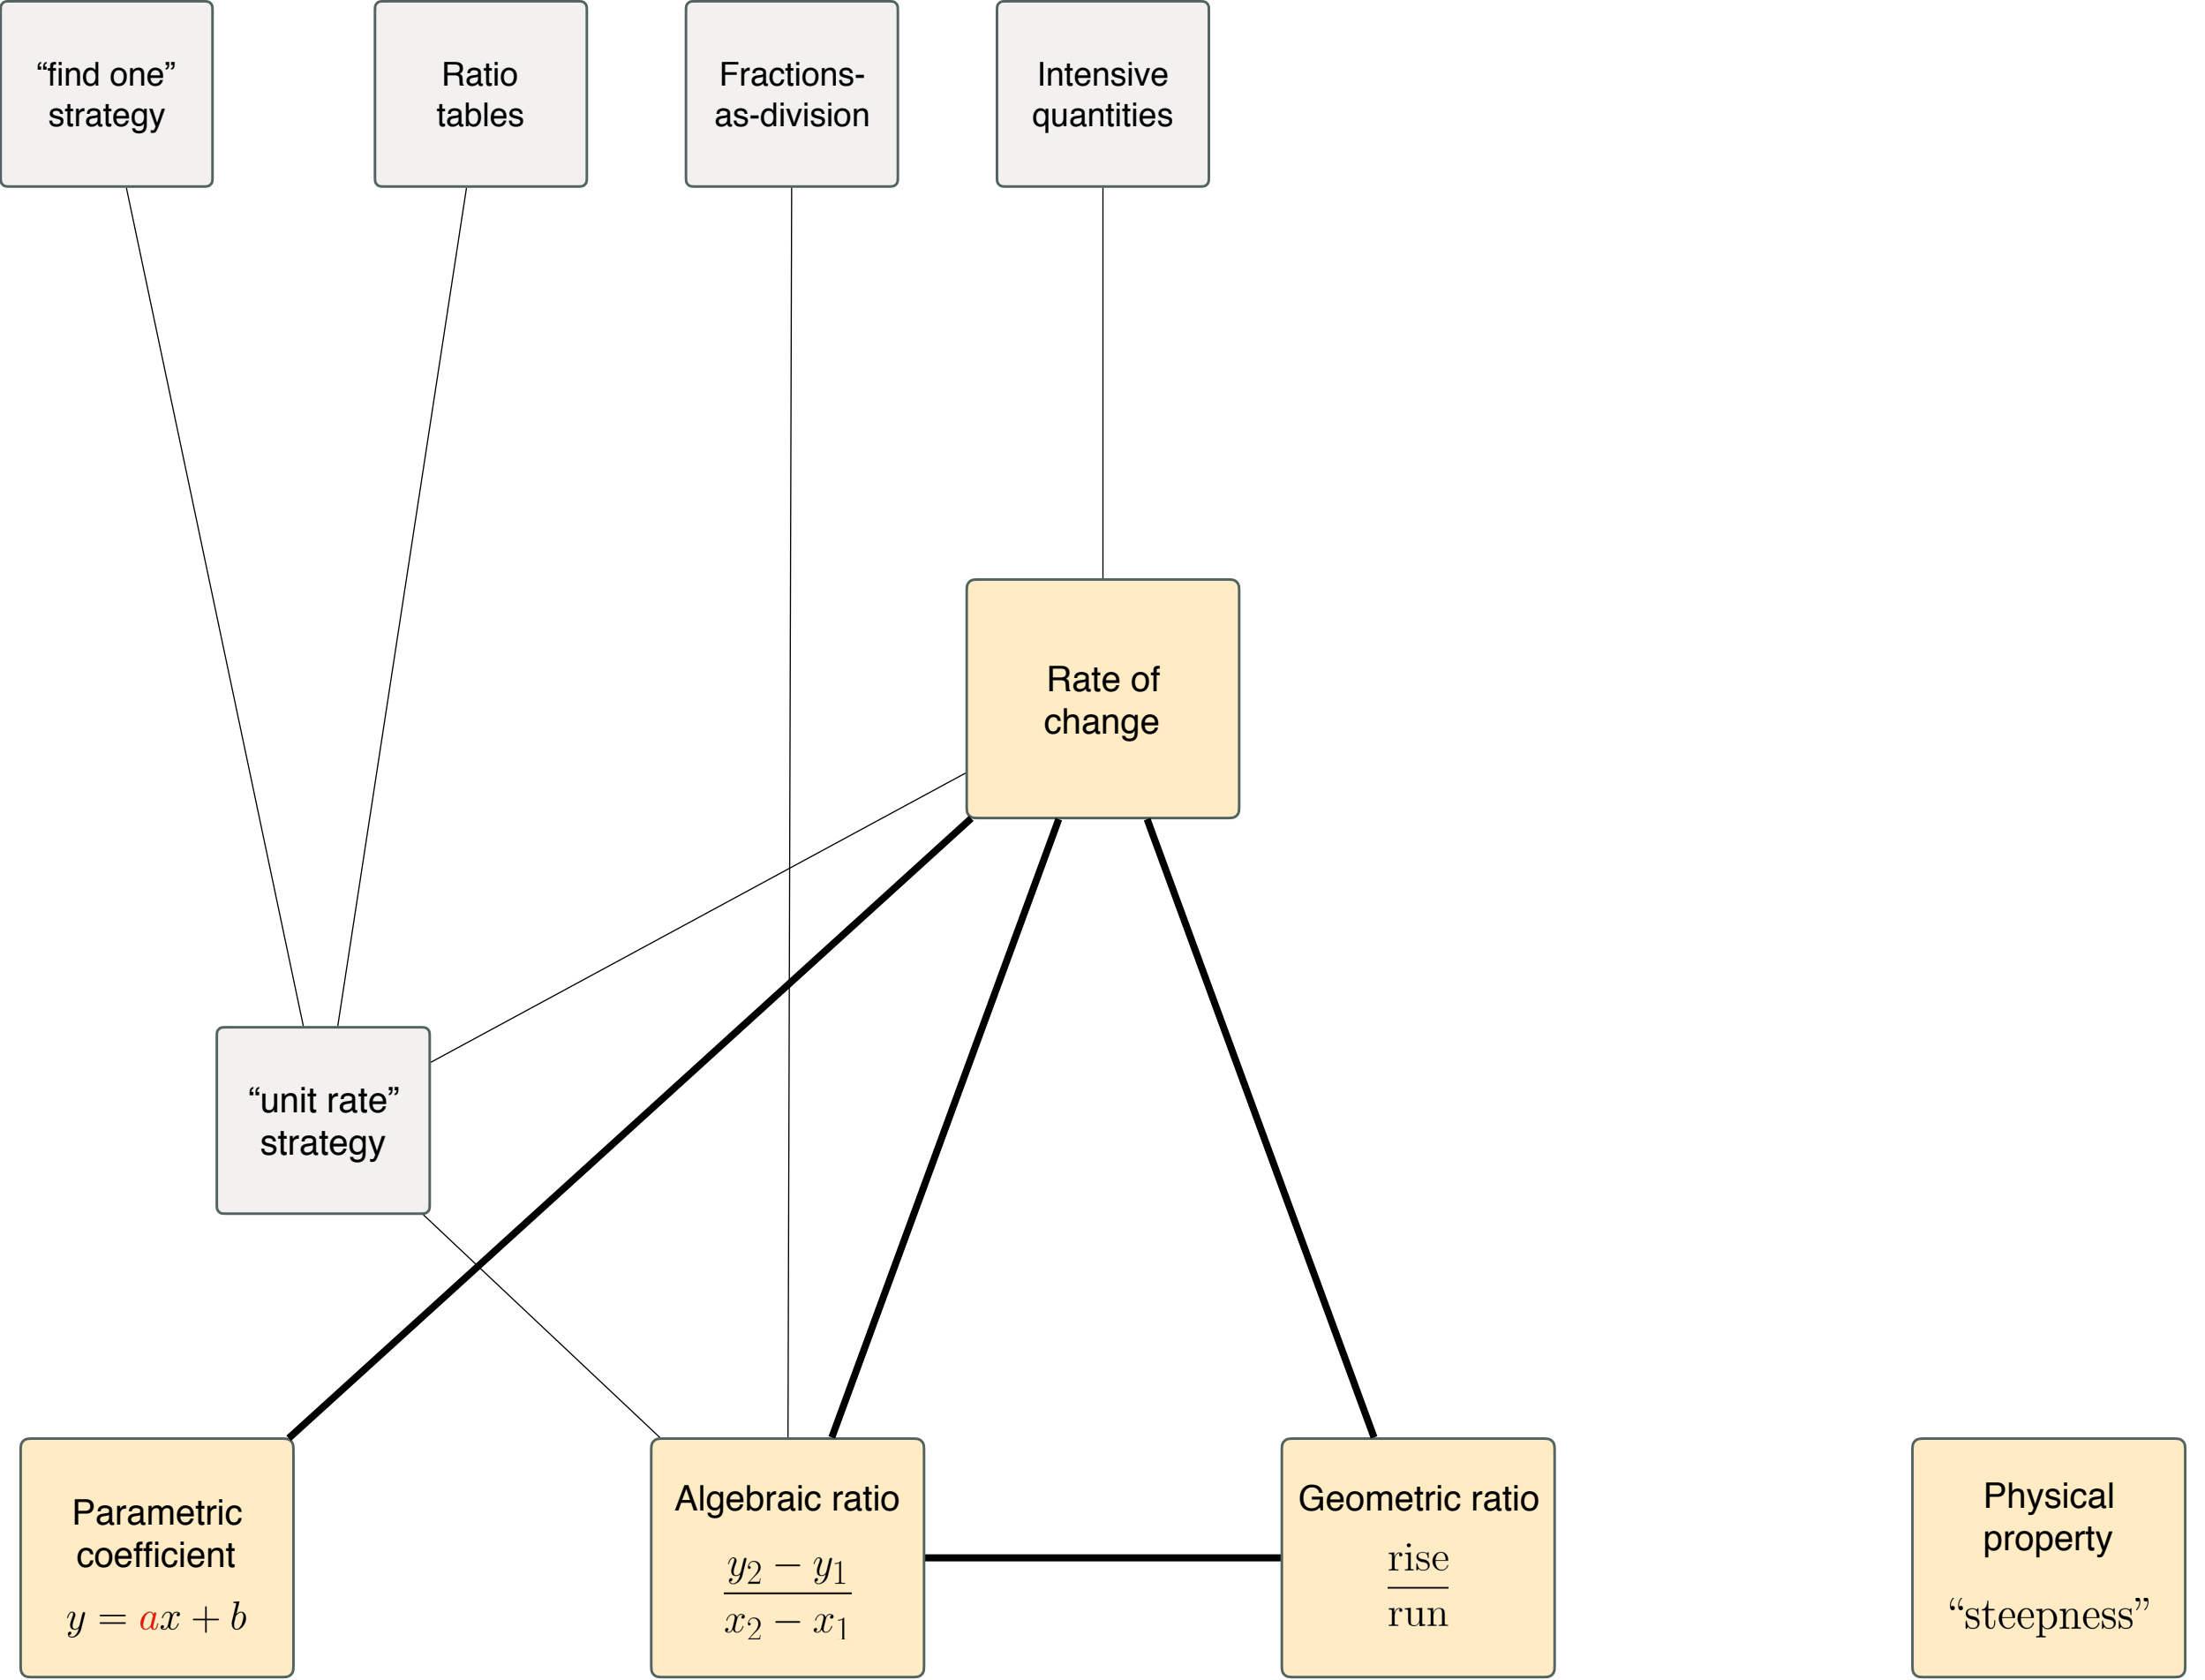 “find one”
strategy
Ratio
tables
Fractions-
as-division
Intensive
quantities
Rate of
change
“unit rate”
strategy
Parametric
coefficient
y = ax + b
Algebraic ratio
y₂ − y₁
x₂ − x₁
Geometric ratio
rise
run
Physical
property
“steepness”